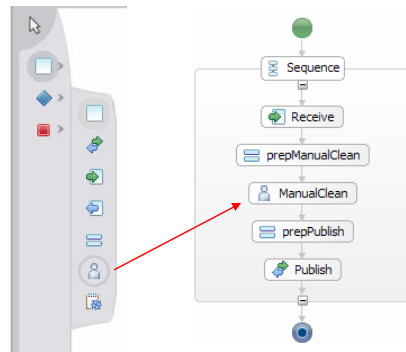 Sequence
Receive
prepManualClean
ManualClean
prepPublish
Publish